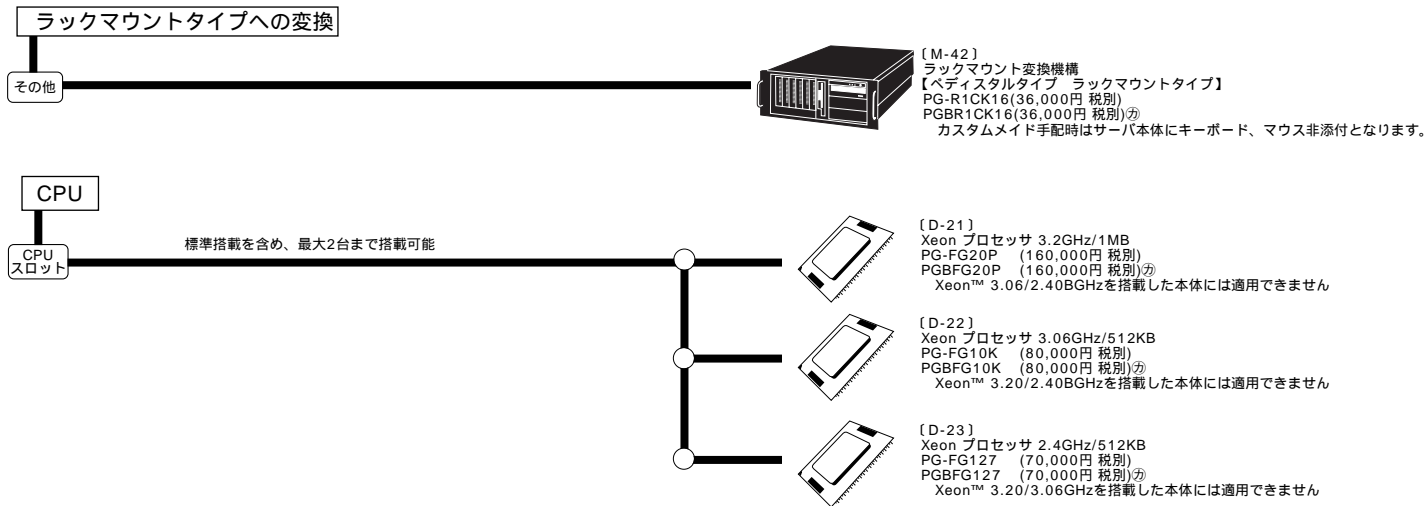 ラックマウントタイプへの変換
その他
〔M-42〕
ラックマウント変換機構
【ペディスタルタイプ　ラックマウントタイプ】
PG-R1CK16(36,000円 税別)
PGBR1CK16(36,000円 税別)㋕
カスタムメイド手配時はサーバ本体にキーボード、マウス非添付となります。
CPU
CPU
スロット
標準搭載を含め、最大2台まで搭載可能
〔D-21〕
Xeon プロセッサ 3.2GHz/1MB
PG-FG20P　(160,000円 税別)
PGBFG20P　(160,000円 税別)㋕
Xeon™ 3.06/2.40BGHzを搭載した本体には適用できません
〔D-22〕
Xeon プロセッサ 3.06GHz/512KB
PG-FG10K　(80,000円 税別)
PGBFG10K　(80,000円 税別)㋕
Xeon™ 3.20/2.40BGHzを搭載した本体には適用できません
〔D-23〕
Xeon プロセッサ 2.4GHz/512KB
PG-FG127　(70,000円 税別)
PGBFG127　(70,000円 税別)㋕
Xeon™ 3.20/3.06GHzを搭載した本体には適用できません